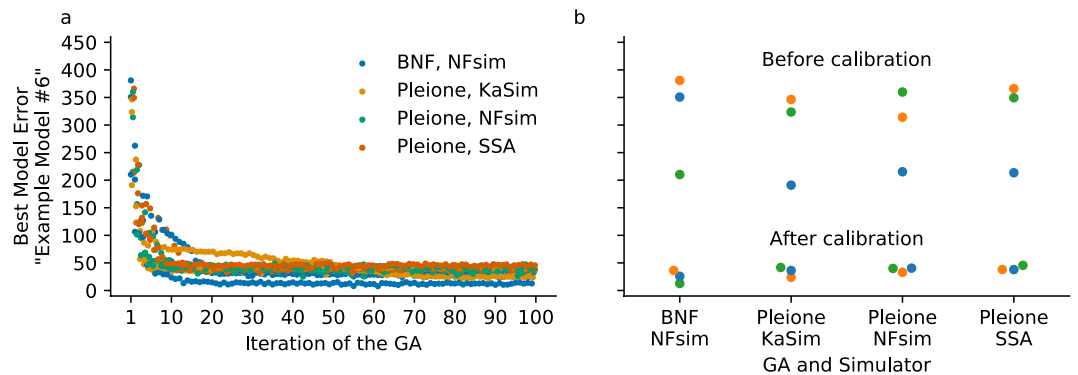 a
b
450
400
350
300
250
200
150
100
50
0
Best Model Error
"Example Model #6"
BNF, NFsim
Pleione, KaSim
Pleione, NFsim
Pleione, SSA
1 10 20 30 40 50 60 70 80 90 100
Iteration of the GA
Before calibration
After calibration
BNF
NFsim
Pleione
KaSim
Pleione
NFsim
Pleione
SSA
GA and Simulator